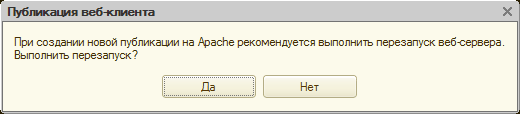 Публикация веб-клиента
При создании новой публикации на Apache рекомендуется выполнить перезапуск веб-сервера.
Выполнить перезапуск?
Да Нет